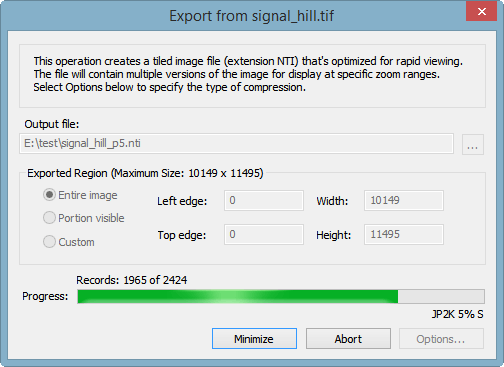 Export from signal_hill.tif
This operation creates a tiled image file (extension NTI) that's optimized for rapid viewing.
The file will contain multiple versions of the image for display at specific zoom ranges.
Select Options below to specify the type of compression.
Output file:
E:\test\signal_hill_p5.nti
...
Exported Region (Maximum Size: 10149 x 11495)
Entire image
Left edge: 0 Width: 10149
Portion visible
Custom
Top edge: 0 Height: 11495
Records: 1965 of 2424
Progress:
JP2K 5% S
Minimize Abort Options...